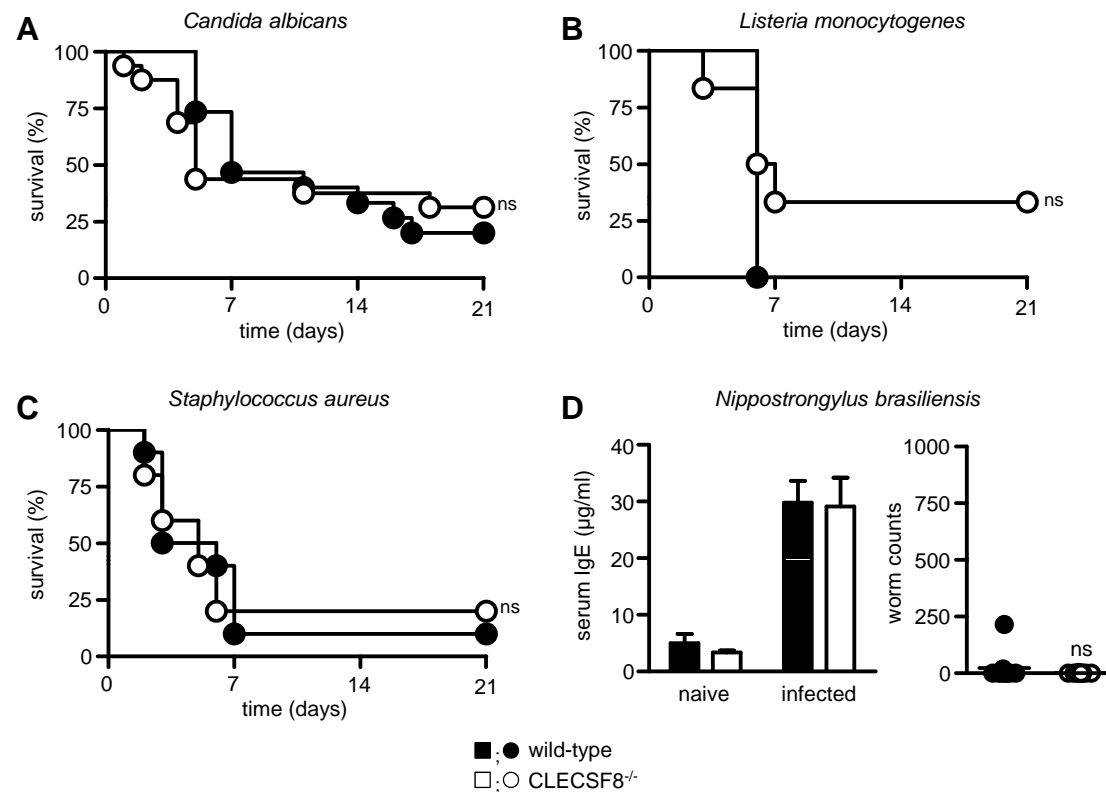 A
Candida albicans
survival (%)
100
75
50
25
0
0 7 14 21
time (days)
ns
B
Listeria monocytogenes
survival (%)
100
75
50
25
0
0 7 14 21
time (days)
ns
C
Staphylococcus aureus
survival (%)
100
75
50
25
0
0 7 14 21
time (days)
ns
D
Nippostrongylus brasiliensis
serum IgE (µg/ml)
40
30
20
10
0
naive infected
worm counts
1000
750
500
250
0
ns
; wild-type
; CLECSF8-/-